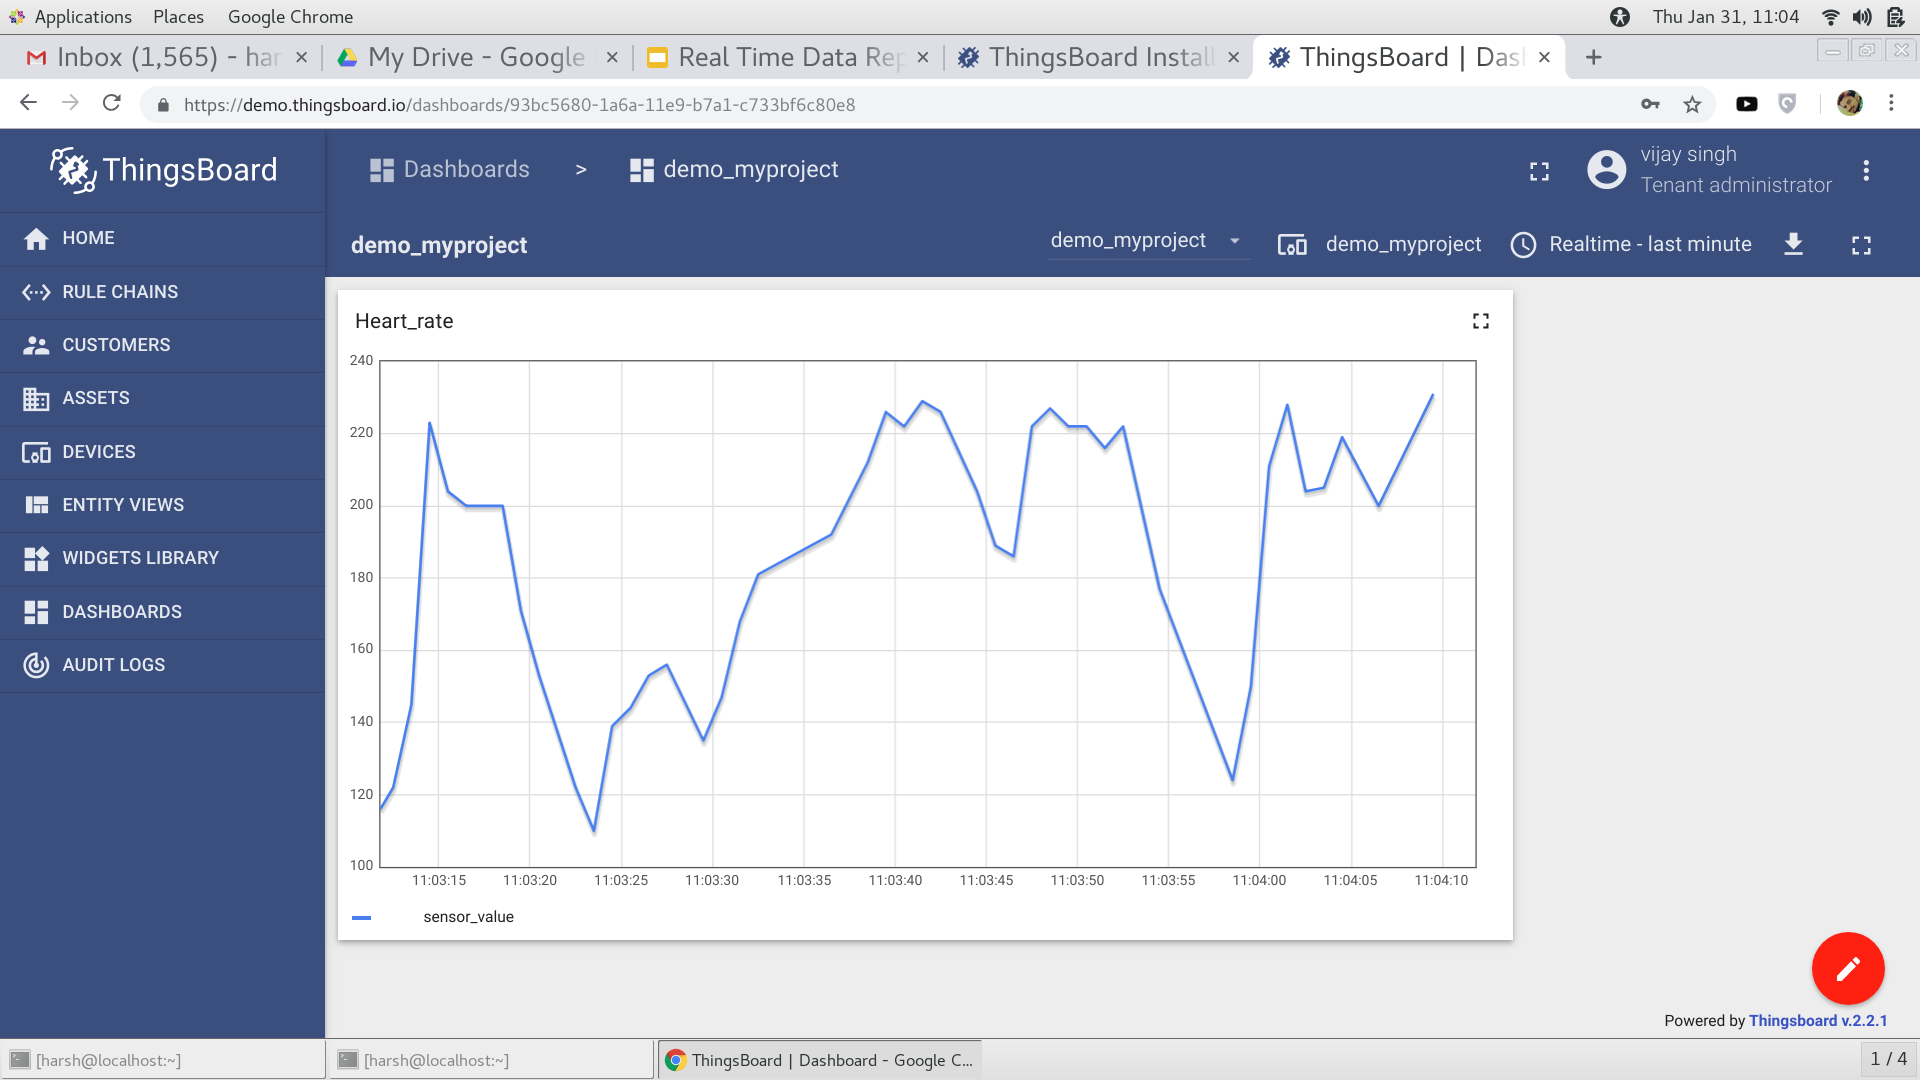 Applications Places Google Chrome Thu Jan 31, 11:04
Inbox (1,565) - har My Drive - Google Real Time Data Rep ThingsBoard Install ThingsBoard | Das
https://demo.thingsboard.io/dashboards/93bc5680-1a6a-11e9-b7a1-c733bf6c80e8
ThingsBoard
Dashboards > demo_myproject
vijay singh
Tenant administrator
demo_myproject
demo_myproject
demo_myproject
Realtime - last minute
HOME
RULE CHAINS
CUSTOMERS
ASSETS
DEVICES
ENTITY VIEWS
WIDGETS LIBRARY
DASHBOARDS
AUDIT LOGS
Heart_rate
240
220
200
180
160
140
120
100
11:03:15 11:03:20 11:03:25 11:03:30 11:03:35 11:03:40 11:03:45 11:03:50 11:03:55 11:04:00 11:04:05 11:04:10
sensor_value
Powered by Thingsboard v.2.2.1
[harsh@localhost:~] [harsh@localhost:~] ThingsBoard | Dashboard - Google C... 1 / 4